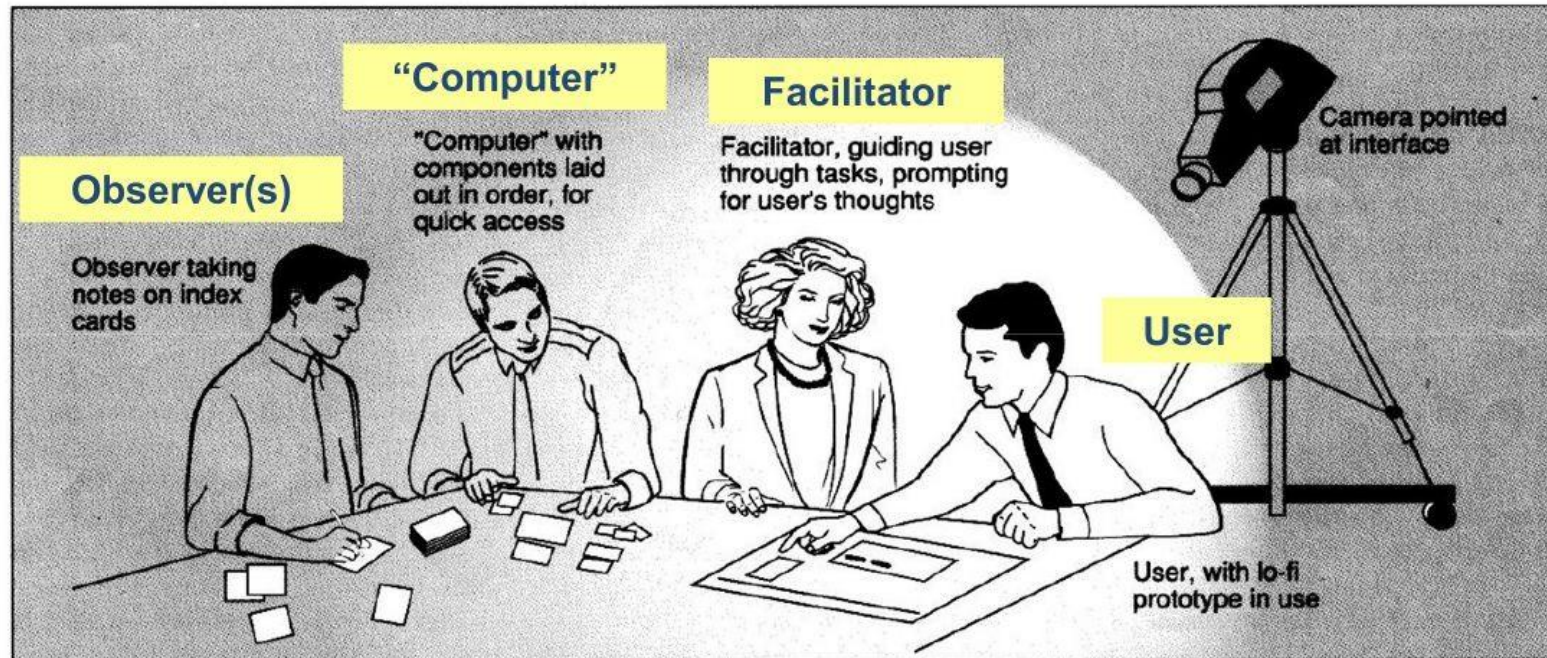 Observer(s)
Observer taking
notes on index
cards
“Computer”
"Computer" with
components laid
out in order, for
quick access
Facilitator
Facilitator, guiding user
through tasks, prompting
for user's thoughts
User
User, with lo-fi
prototype in use
Camera pointed
at interface